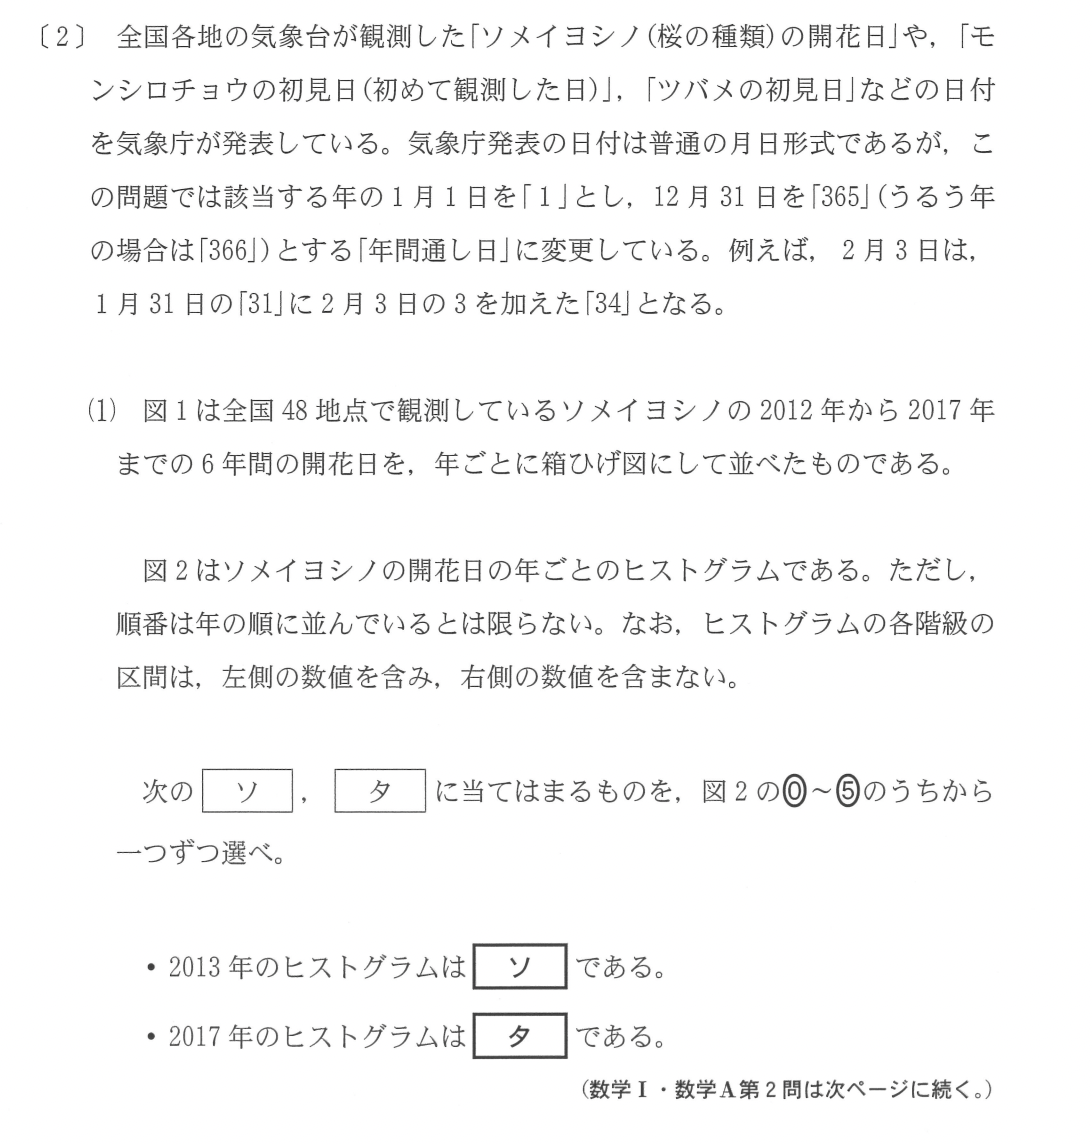 〔2〕 全国各地の気象台が観測した「ソメイヨシノ(桜の種類)の開花日」や,「モ
ンシロチョウの初見日(初めて観測した日)」,「ツバメの初見日」などの日付
を気象庁が発表している。気象庁発表の日付は普通の月日形式であるが,こ
の問題では該当する年の1月1日を「1」とし,12月31日を「365」(うるう年
の場合は「366」)とする「年間通し日」に変更している。例えば,2月3日は,
1月31日の「31」に2月3日の3を加えた「34」となる。
(1) 図1は全国48地点で観測しているソメイヨシノの2012年から2017年
までの6年間の開花日を,年ごとに箱ひげ図にして並べたものである。
図2はソメイヨシノの開花日の年ごとのヒストグラムである。ただし,
順番は年の順に並んでいるとは限らない。なお,ヒストグラムの各階級の
区間は,左側の数値を含み,右側の数値を含まない。
次の ソ , タ に当てはまるものを,図2の⓪~⑤のうちから
一つずつ選べ。
• 2013年のヒストグラムは ソ である。
• 2017年のヒストグラムは タ である。
(数学Ⅰ・数学A第2問は次ページに続く。)